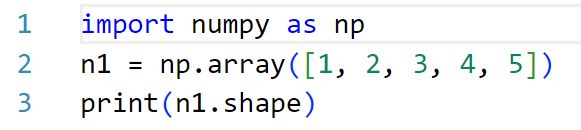 1 import numpy as np
2 n1 = np.array([1, 2, 3, 4, 5])
3 print(n1.shape)